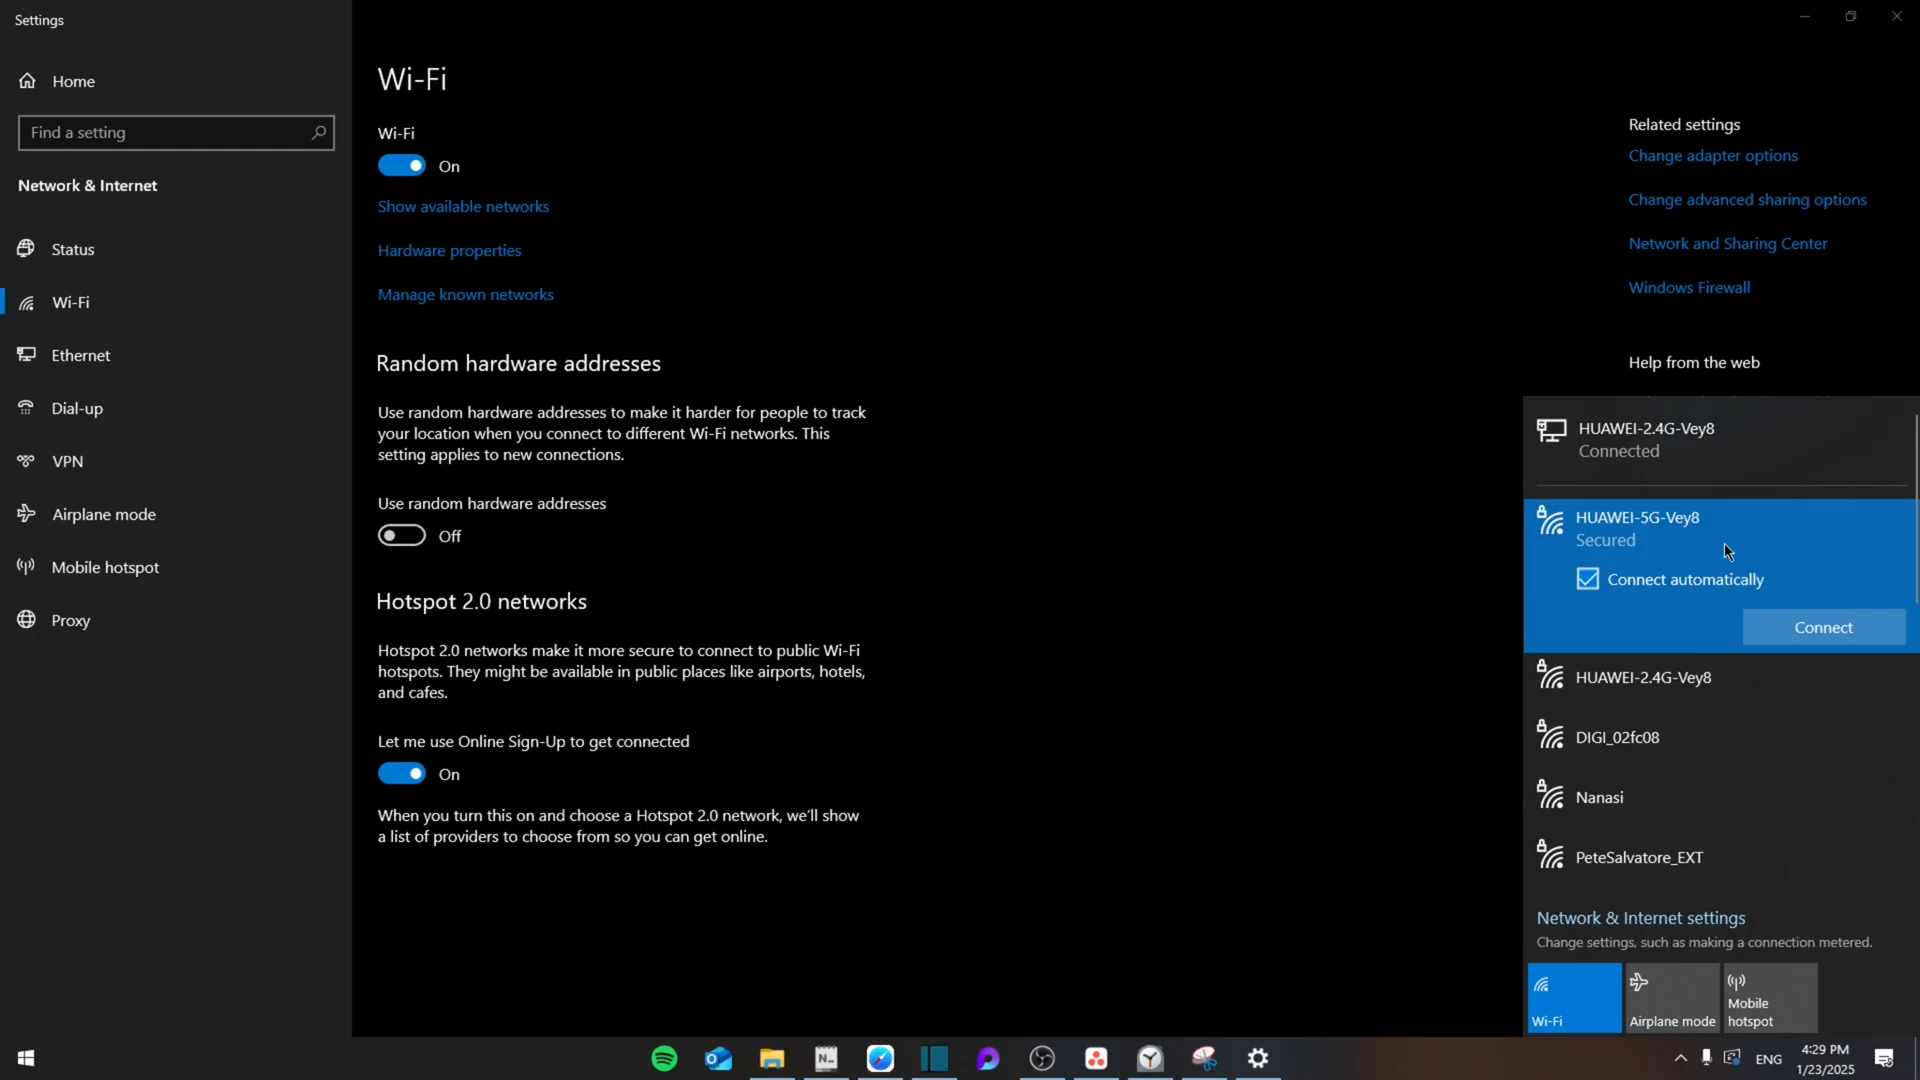 Settings
Home
Find a setting
Network & Internet
Status
Wi-Fi
Ethernet
Dial-up
VPN
Airplane mode
Mobile hotspot
Proxy
Wi-Fi
Wi-Fi
On
Show available networks
Hardware properties
Manage known networks
Random hardware addresses
Use random hardware addresses to make it harder for people to track
your location when you connect to different Wi-Fi networks. This
setting applies to new connections.
Use random hardware addresses
Off
Hotspot 2.0 networks
Hotspot 2.0 networks make it more secure to connect to public Wi-Fi
hotspots. They might be available in public places like airports, hotels,
and cafes.
Let me use Online Sign-Up to get connected
On
When you turn this on and choose a Hotspot 2.0 network, we'll show
a list of providers to choose from so you can get online.
Related settings
Change adapter options
Change advanced sharing options
Network and Sharing Center
Windows Firewall
Help from the web
HUAWEI-2.4G-Vey8
Connected
HUAWEI-5G-Vey8
Secured
Connect automatically
Connect
HUAWEI-2.4G-Vey8
DIGI_02fc08
Nanasi
PeteSalvatore_EXT
Network & Internet settings
Change settings, such as making a connection metered.
Wi-Fi
Airplane mode
Mobile
hotspot
N-
ENG
4:29 PM
1/23/2025